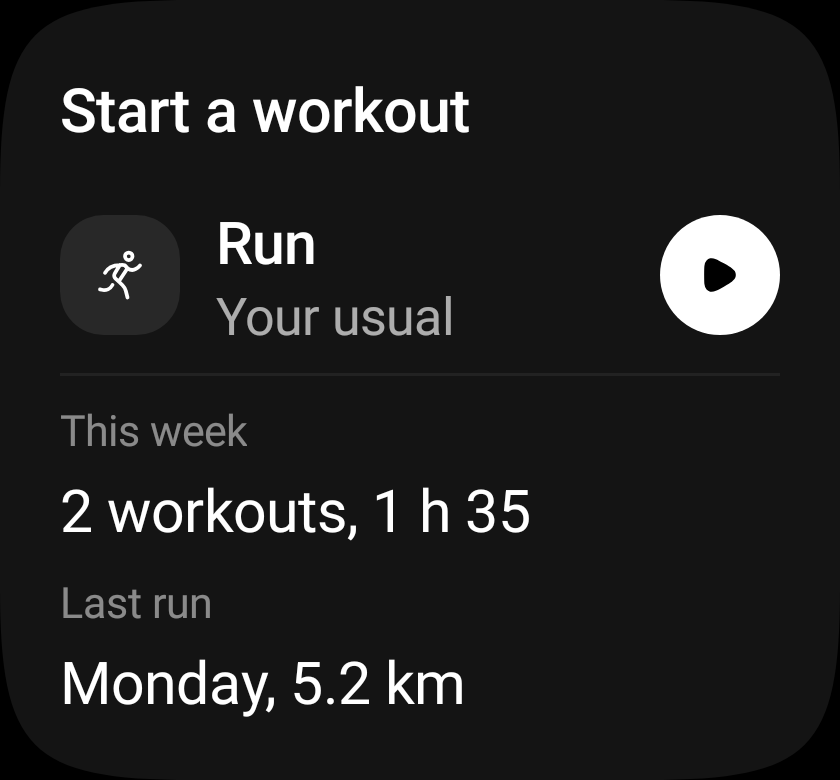 Start a workout
Run
Your usual
This week
2 workouts, 1 h 35
Last run
Monday, 5.2 km